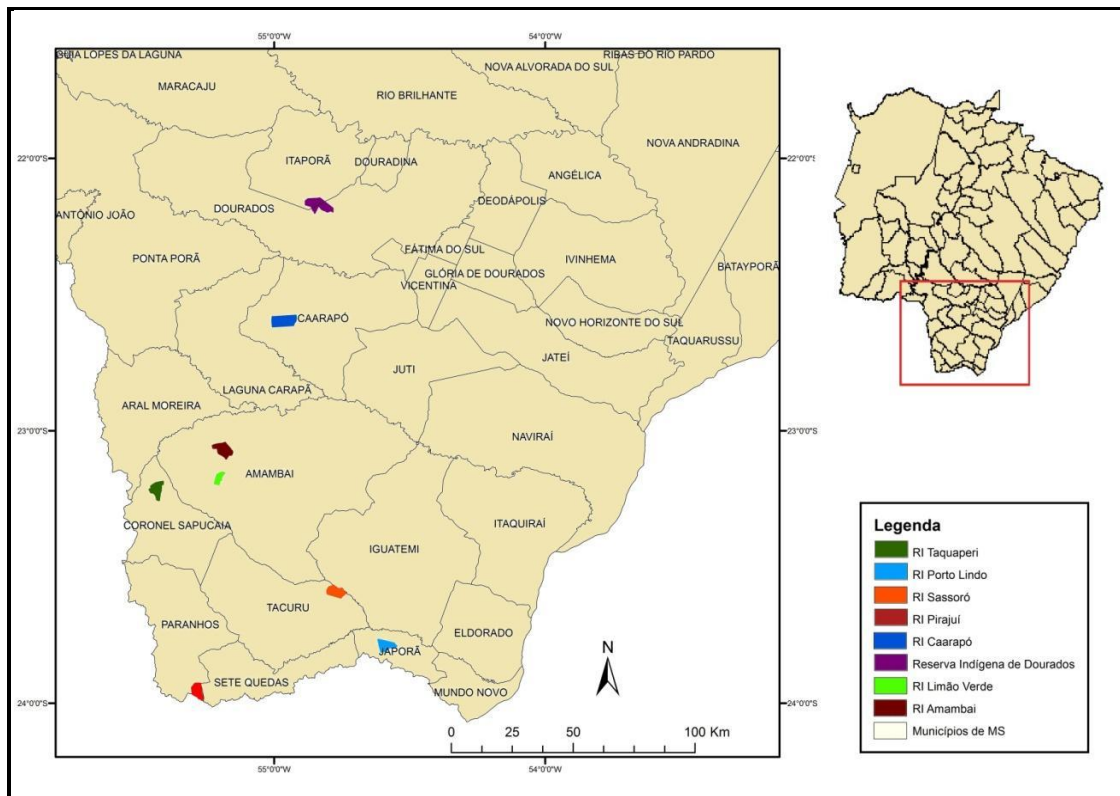 55°0'0"W
54°0'0"W
GUIA LOPES DA LAGUNA
RIBAS DO RIO PARDO
NOVA ALVORADA DO SUL
MARACAJU
RIO BRILHANTE
NOVA ANDRADINA
22°0'0"S
22°0'0"S
ITAPORÃ
DOURADINA
ANGÉLICA
DEODÁPOLIS
DOURADOS
ANTÔNIO JOÃO
FÁTIMA DO SUL
PONTA PORÃ
IVINHEMA
BATAYPORÃ
GLÓRIA DE DOURADOS
VICENTINA
CAARAPÓ
NOVO HORIZONTE DO SUL
TAQUARUSSU
JATEÍ
JUTI
LAGUNA CARAPÃ
ARAL MOREIRA
23°0'0"S
23°0'0"S
NAVIRAÍ
AMAMBAI
CORONEL SAPUCAIA
ITAQUIRAÍ
IGUATEMI
TACURU
PARANHOS
ELDORADO
JAPORÃ
SETE QUEDAS
MUNDO NOVO
24°0'0"S
24°0'0"S
N
0 25 50 75 100 Km
55°0'0"W
54°0'0"W
Legenda
RI Taquaperi
RI Porto Lindo
RI Sassoró
RI Pirajuí
RI Caarapó
Reserva Indígena de Dourados
RI Limão Verde
RI Amambai
Municípios de MS